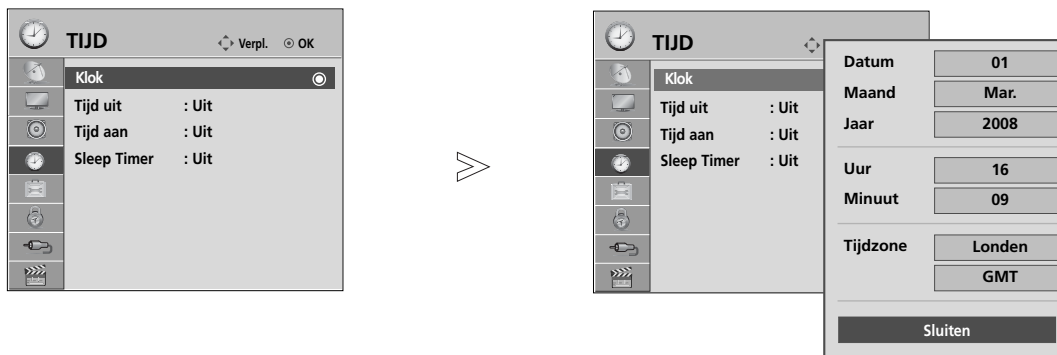 TIJD Verpl. OK
Klok
Tijd uit : Uit
Tijd aan : Uit
Sleep Timer : Uit
TIJD
Klok
Tijd uit : Uit
Tijd aan : Uit
Sleep Timer : Uit
Datum 01
Maand Mar.
Jaar 2008
Uur 16
Minuut 09
Tijdzone Londen
GMT
Sluiten